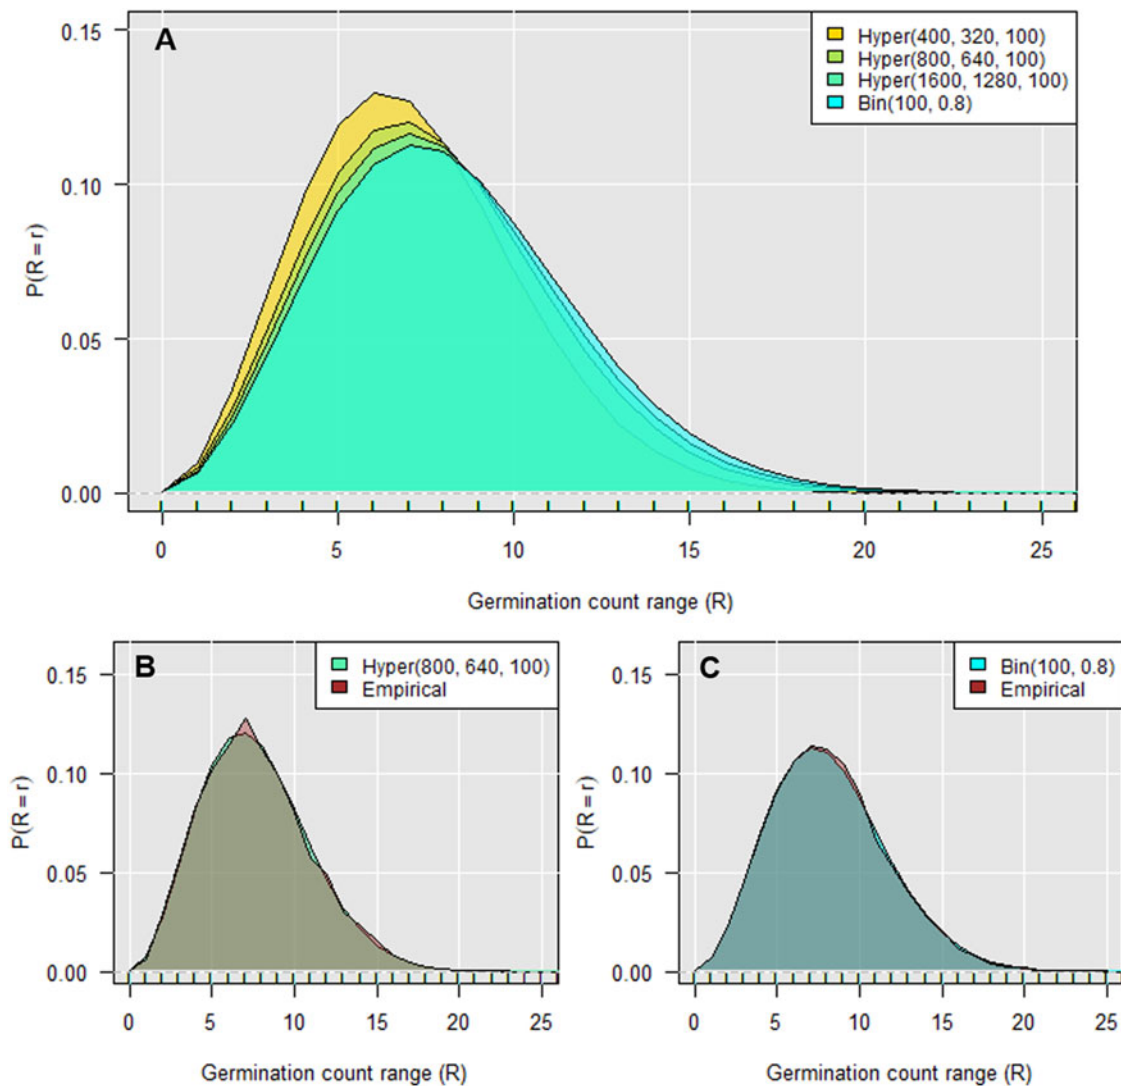 A
Hyper(400, 320, 100)
Hyper(800, 640, 100)
Hyper(1600, 1280, 100)
Bin(100, 0.8)
0.15
0.10
0.05
0.00
P(R = r)
0 5 10 15 20 25
Germination count range (R)
B
Hyper(800, 640, 100)
Empirical
0.15
0.10
0.05
0.00
P(R = r)
0 5 10 15 20 25
Germination count range (R)
C
Bin(100, 0.8)
Empirical
0.15
0.10
0.05
0.00
P(R = r)
0 5 10 15 20 25
Germination count range (R)